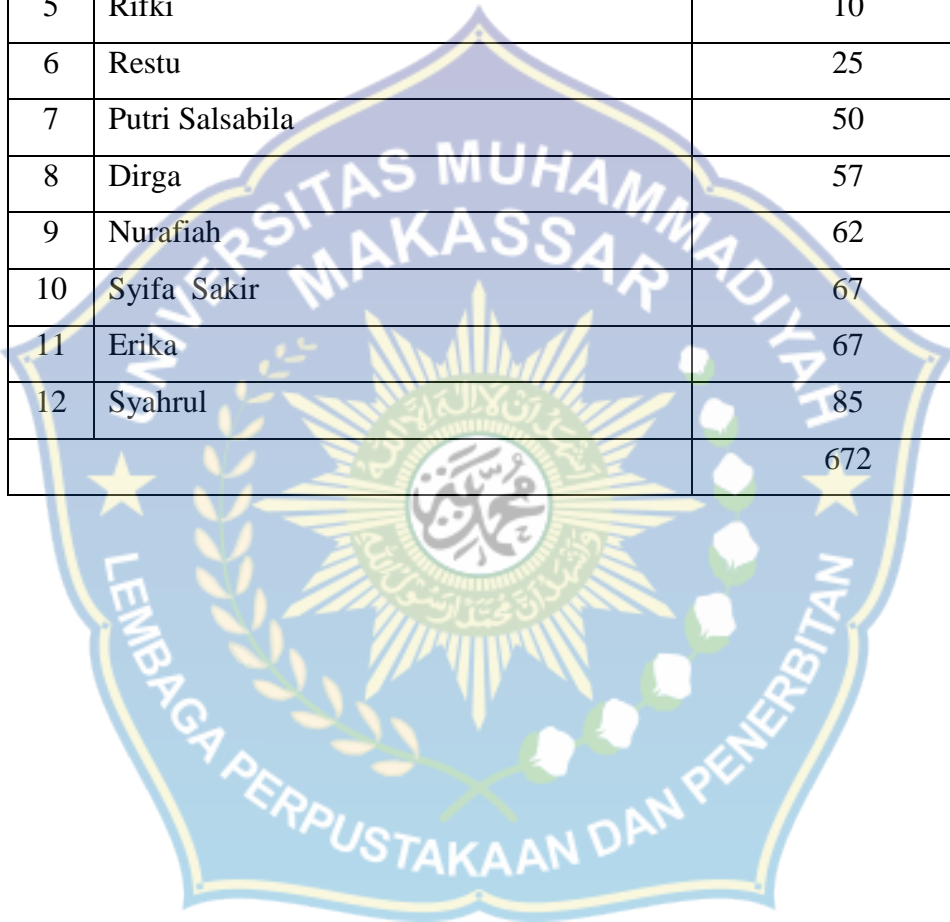 5 Rifki 10
6 Restu 25
7 Putri Salsabila 50
8 Dirga 57
9 Nurafiah 62
10 Syifa Sakir 67
11 Erika 67
12 Syahrul 85
672
UNIVERSITAS MUHAMMADIYAH
MAKASSAR
LEMBAGA PERPUSTAKAAN DAN PENERBITAN